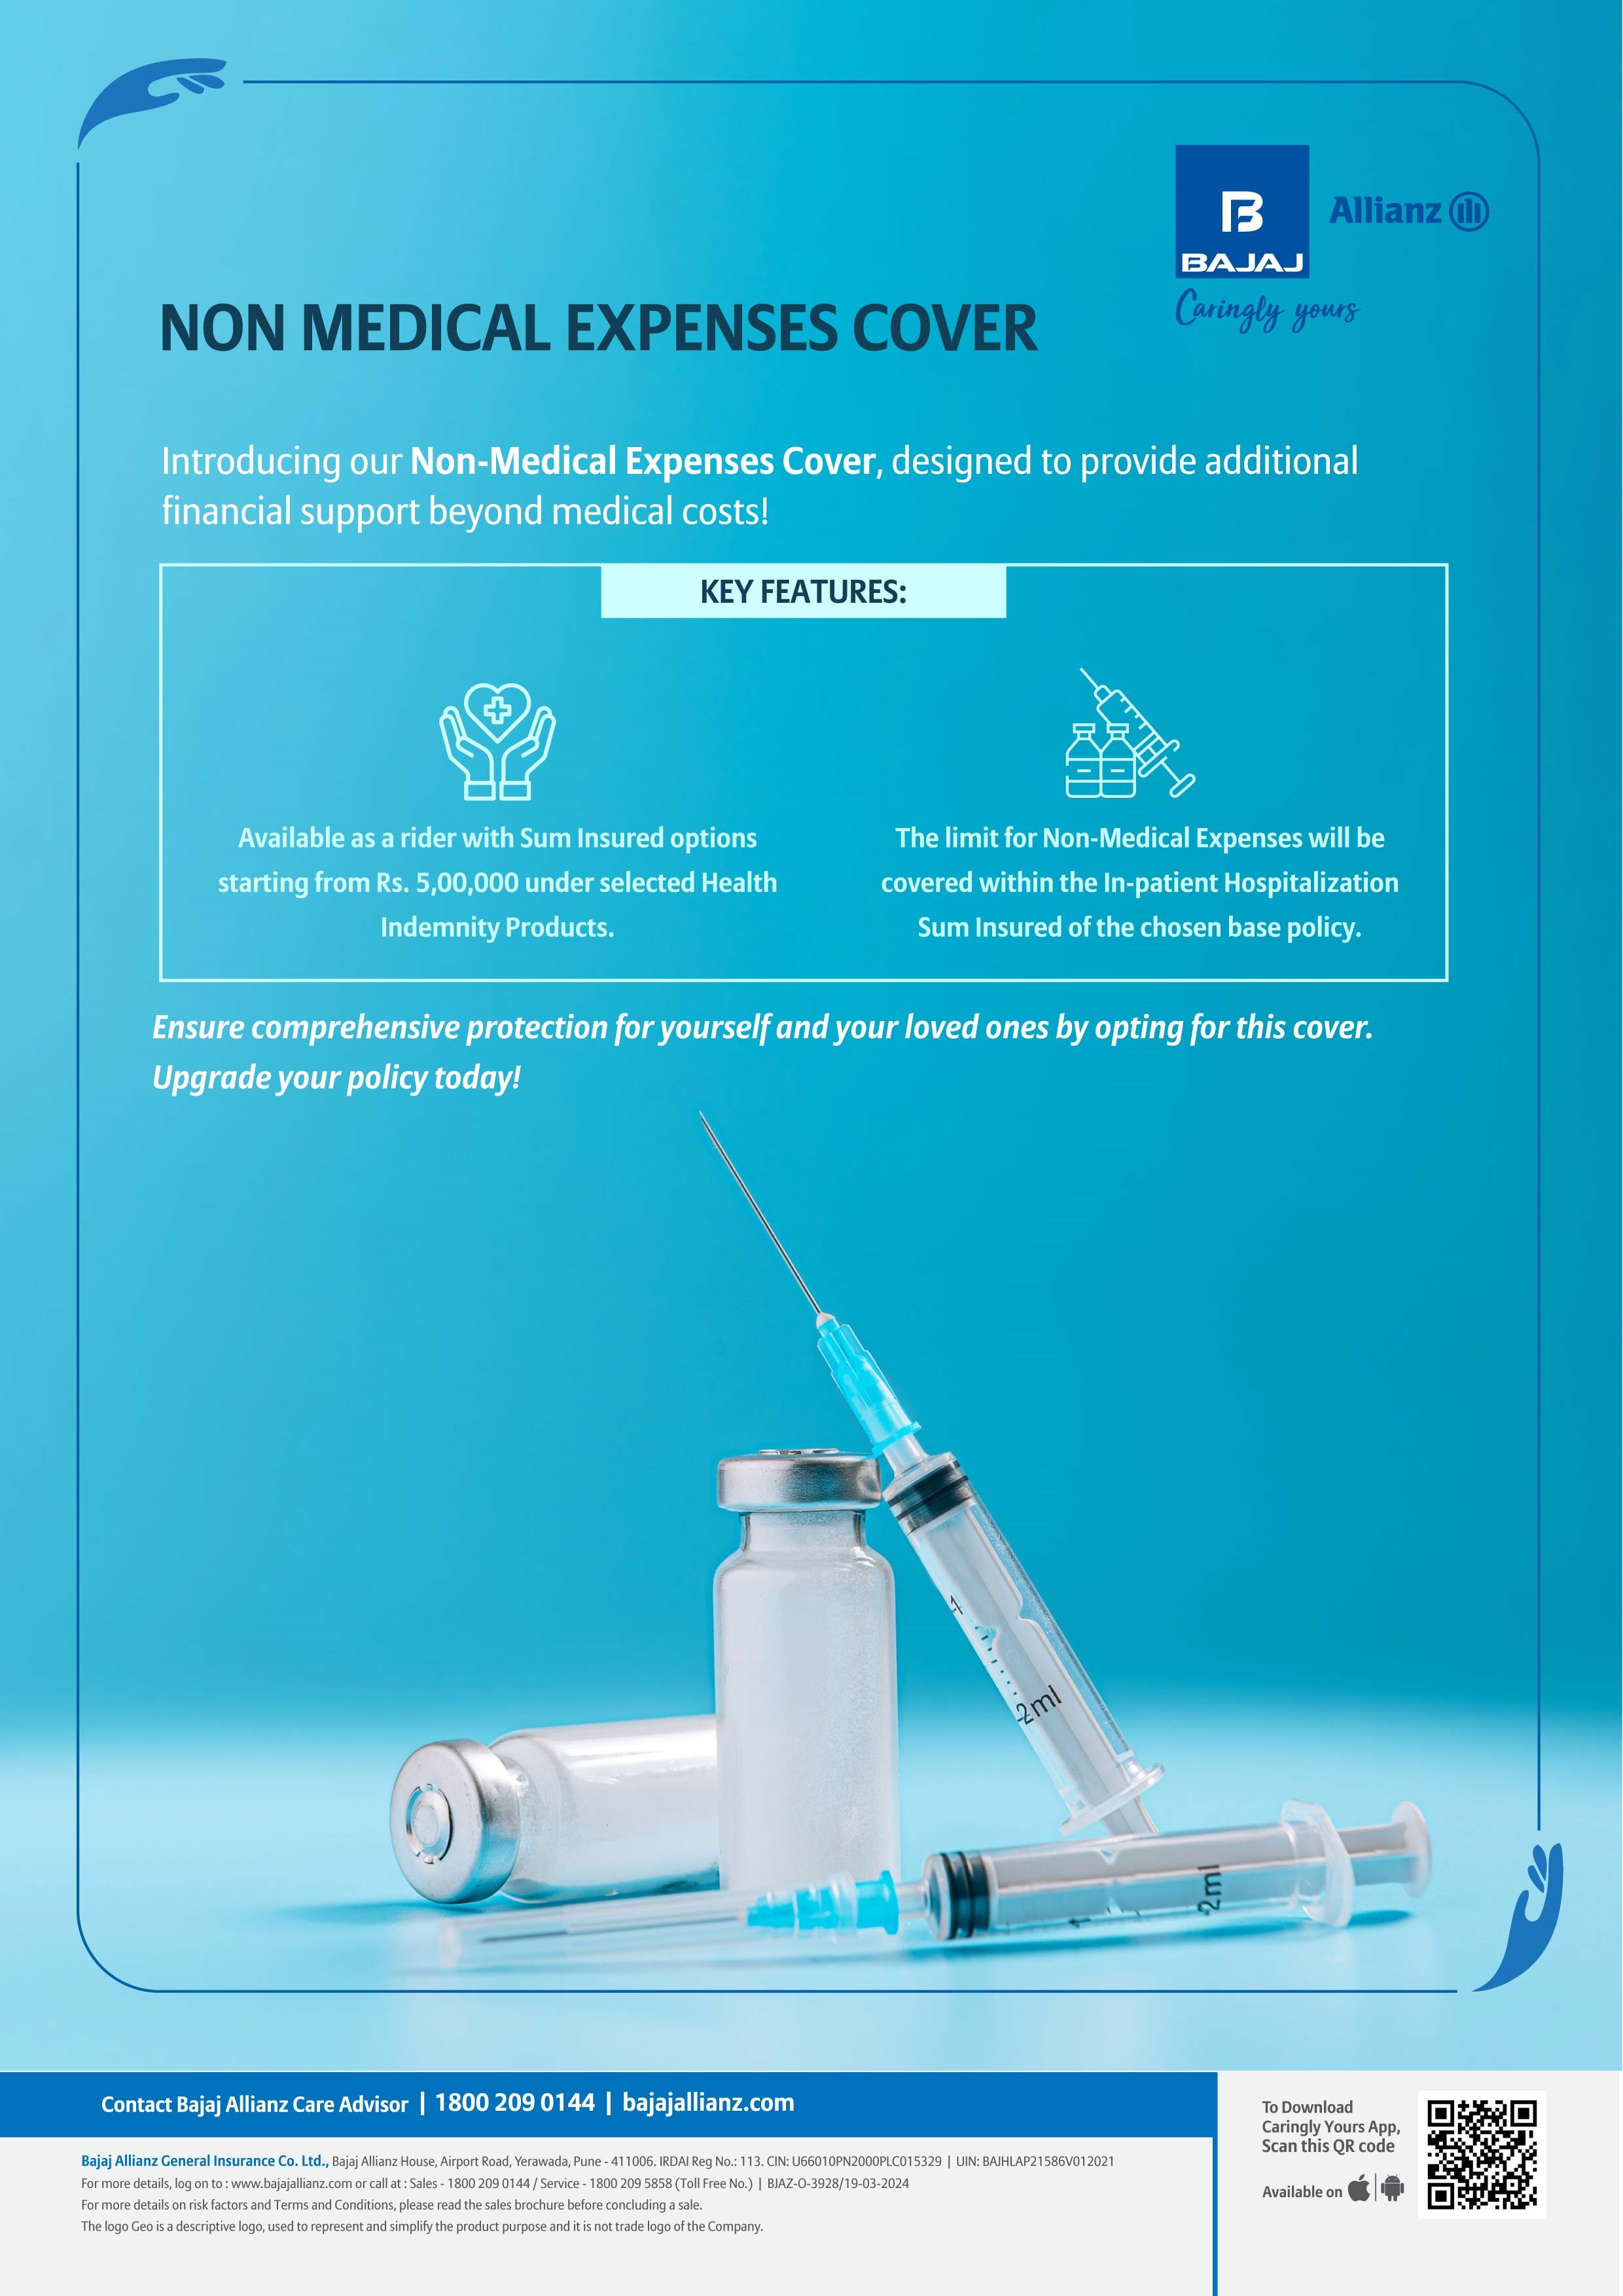 BAJAJ
Allianz
Caringly yours
NON MEDICAL EXPENSES COVER
Introducing our Non-Medical Expenses Cover, designed to provide additional
financial support beyond medical costs!
KEY FEATURES:
Available as a rider with Sum Insured options
starting from Rs. 5,00,000 under selected Health
Indemnity Products.
The limit for Non-Medical Expenses will be
covered within the In-patient Hospitalization
Sum Insured of the chosen base policy.
Ensure comprehensive protection for yourself and your loved ones by opting for this cover.
Upgrade your policy today!
1
2ml
1
2ml
Contact Bajaj Allianz Care Advisor | 1800 209 0144 | bajajallianz.com
Bajaj Allianz General Insurance Co. Ltd., Bajaj Allianz House, Airport Road, Yerawada, Pune - 411006. IRDAI Reg No.: 113. CIN: U66010PN2000PLC015329 | UIN: BAJHLAP21586V012021
For more details, log on to : www.bajajallianz.com or call at : Sales - 1800 209 0144 / Service - 1800 209 5858 (Toll Free No.) | BJAZ-O-3928/19-03-2024
For more details on risk factors and Terms and Conditions, please read the sales brochure before concluding a sale.
The logo Geo is a descriptive logo, used to represent and simplify the product purpose and it is not trade logo of the Company.
To Download
Caringly Yours App,
Scan this QR code
Available on